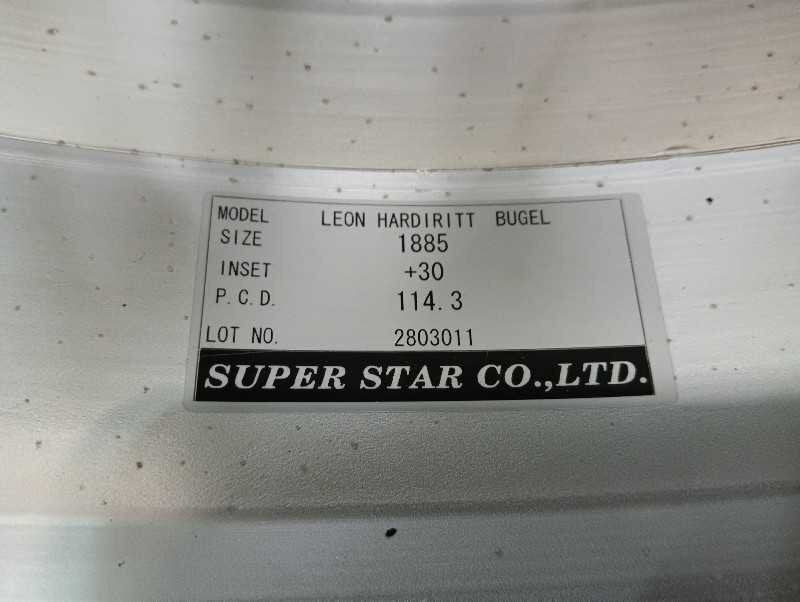 MODEL LEON HARDIRITT BUGEL
SIZE 1885
INSET +30
P.C.D. 114.3
LOT NO. 2803011
SUPER STAR CO.,LTD.